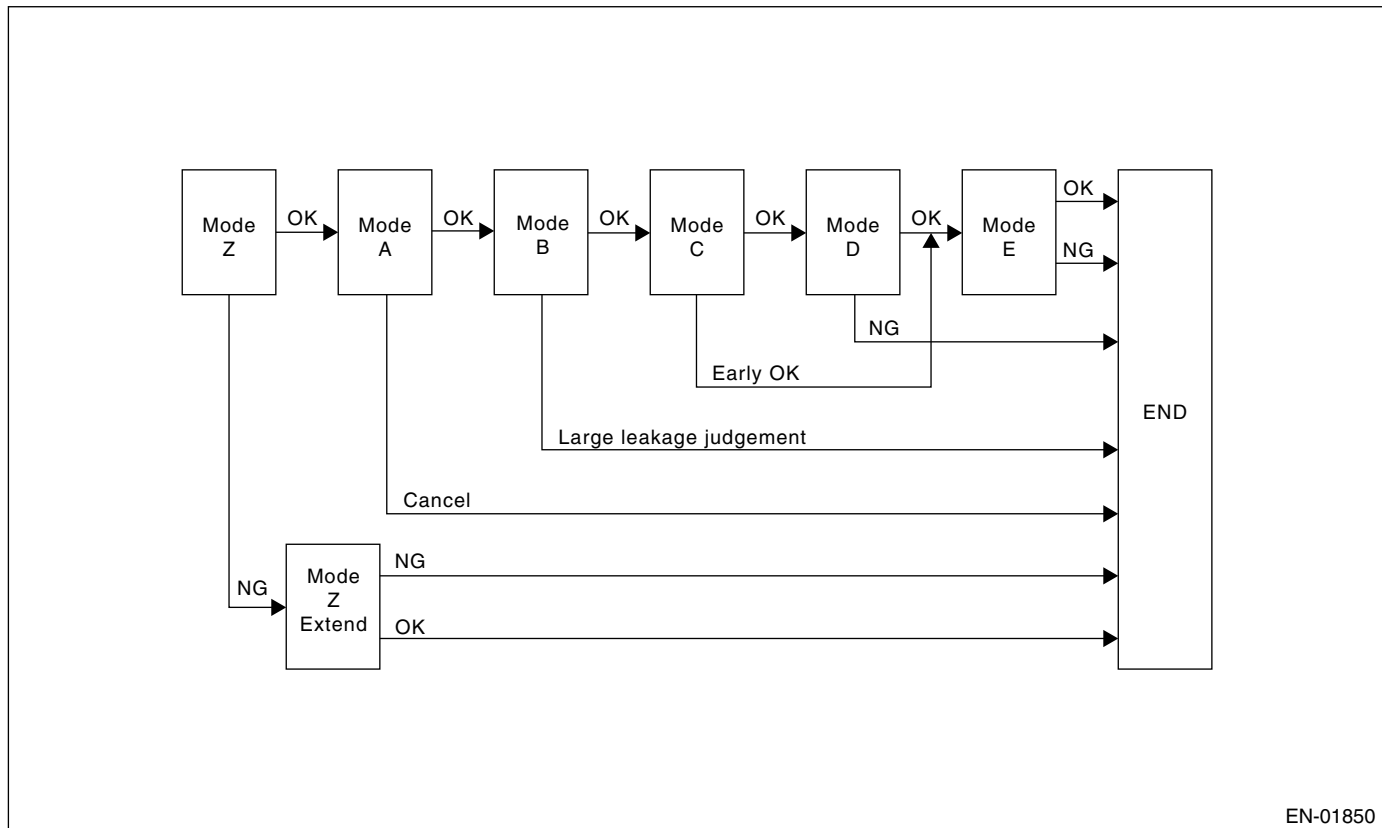 Mode
Z
OK
Mode
A
OK
Mode
B
OK
Mode
C
OK
Mode
D
OK
Mode
E
OK
NG
NG
Early OK
END
Large leakage judgement
Cancel
NG
Mode
Z
Extend
NG
OK
EN-01850